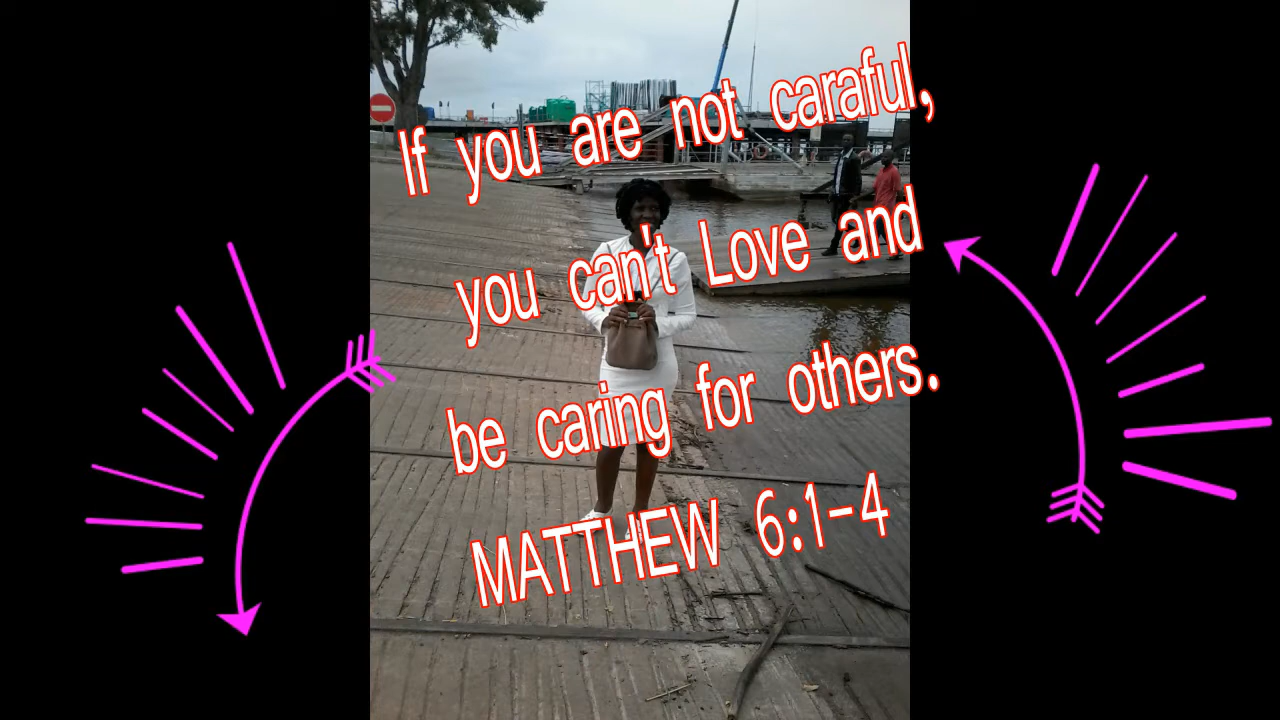 If you are not caraful,
you can't Love and
be caring for others.
MATTHEW 6:1-4